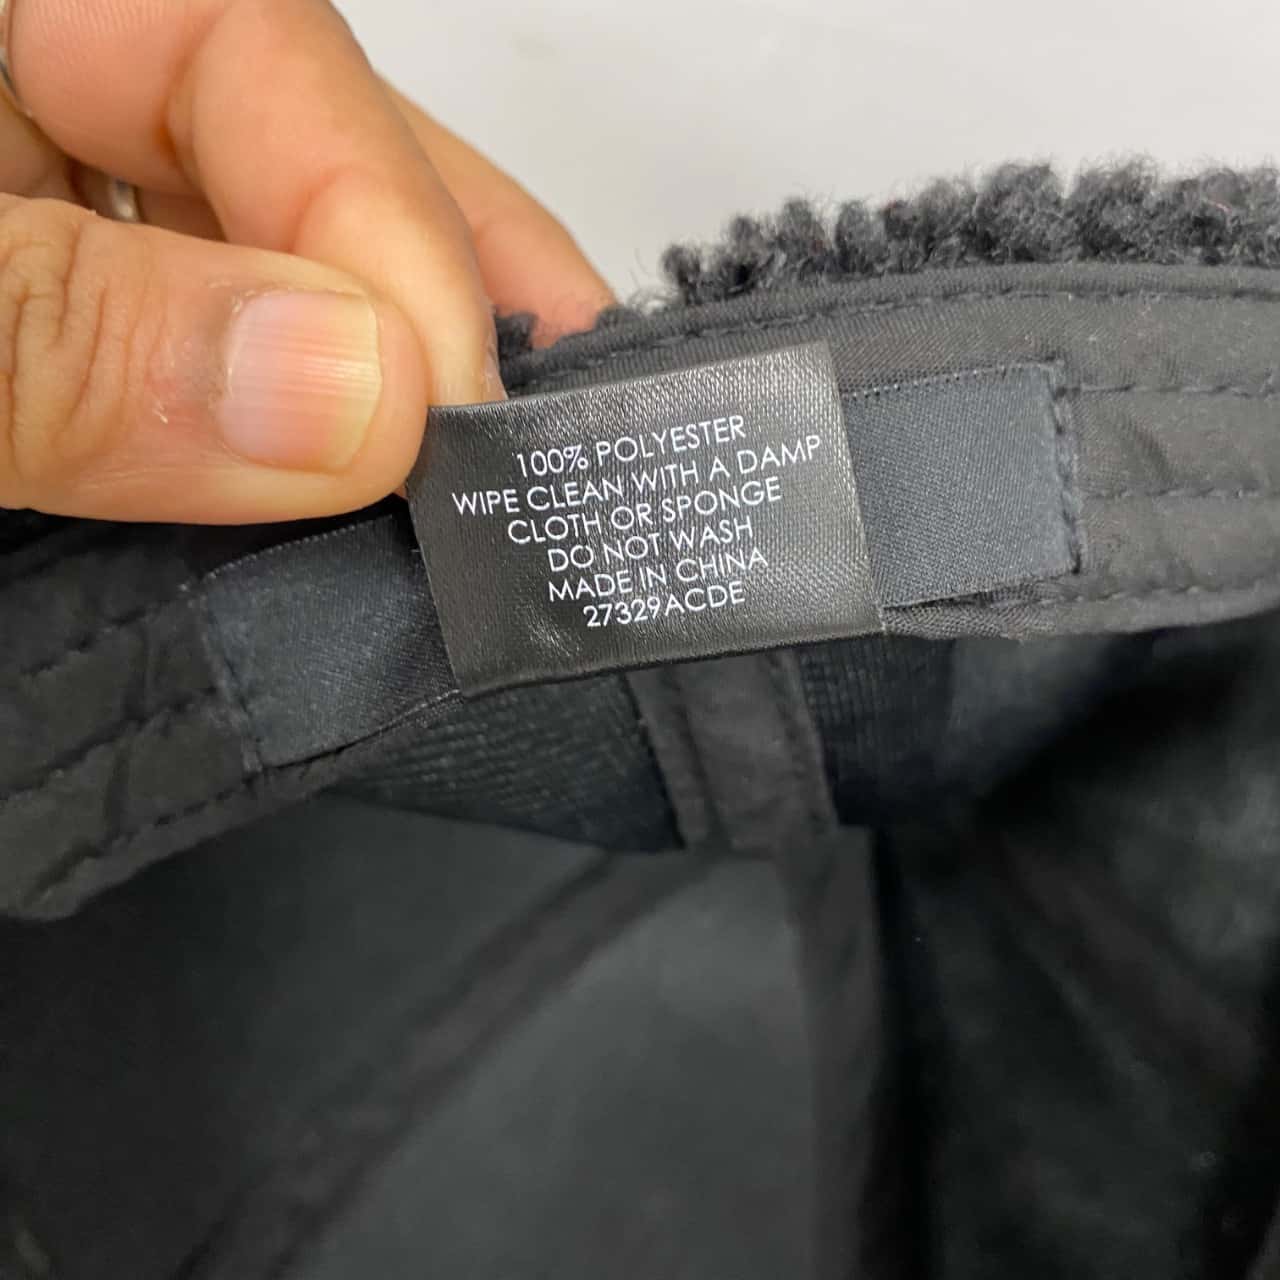 100% POLYESTER
WIPE CLEAN WITH A DAMP
CLOTH OR SPONGE
DO NOT WASH
MADE IN CHINA
27329ACDE